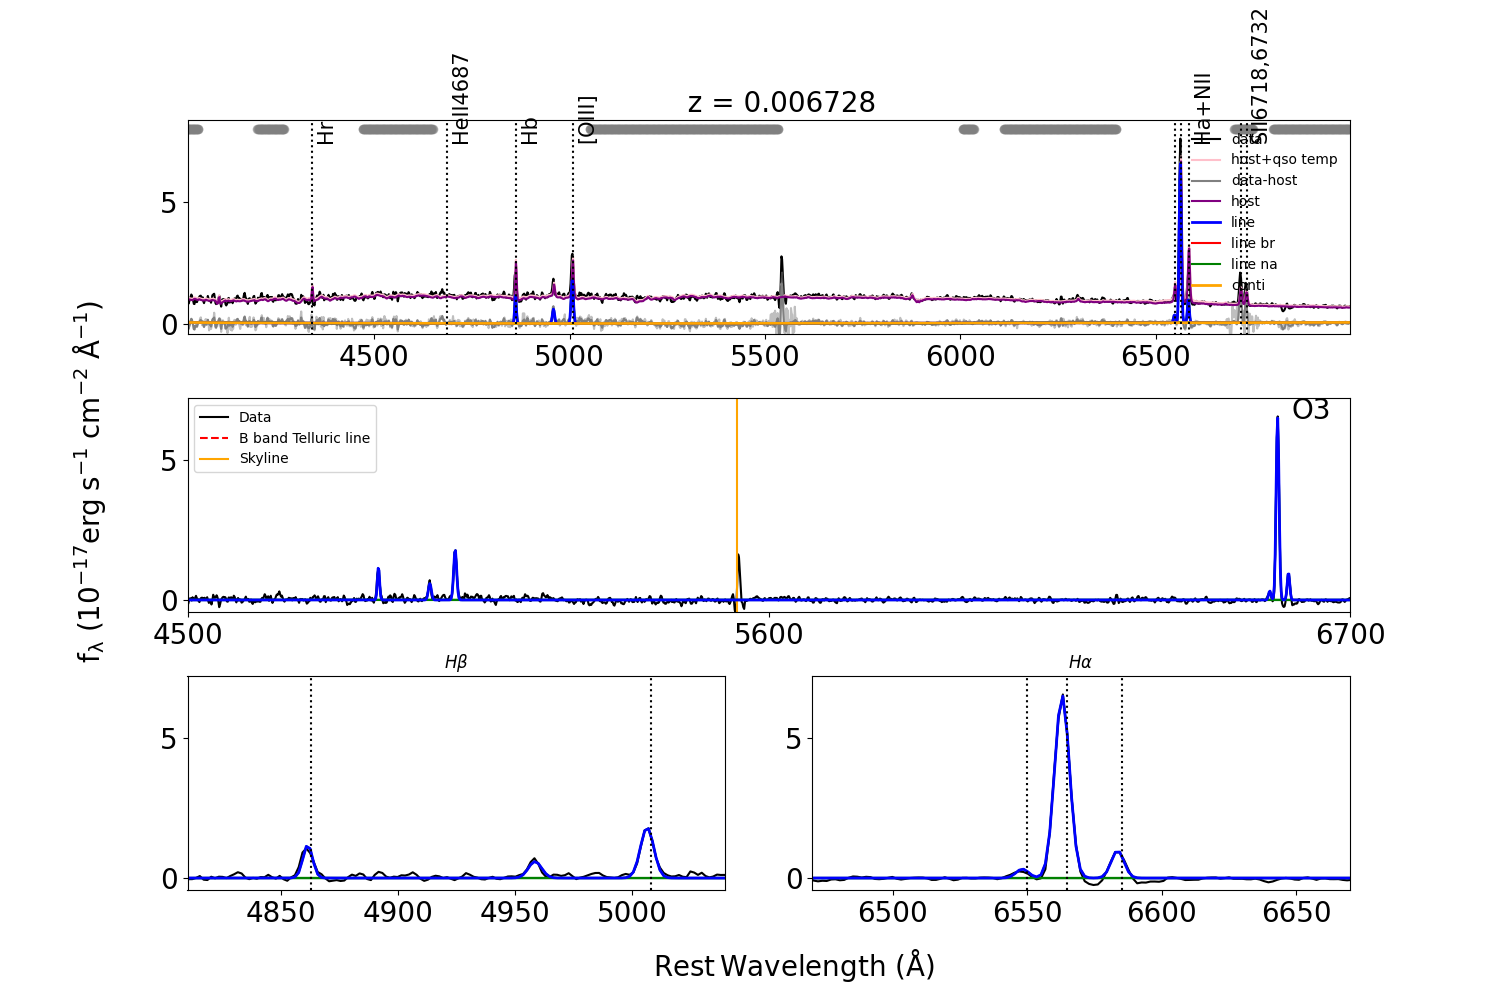 z = 0.006728
Hr
HeII4687
Hb
[OIII]
Ha+NII
SII6718,6732
data
host+qso temp
data-host
host
line
line br
line na
conti
5
0
4500
5000
5500
6000
6500
Data
B band Telluric line
Skyline
O3
5
0
4500
5600
6700
fλ (10−17erg s−1 cm−2 Å−1)
Hβ
Hα
5
0
4850
4900
4950
5000
5
0
6500
6550
6600
6650
Rest Wavelength (Å)